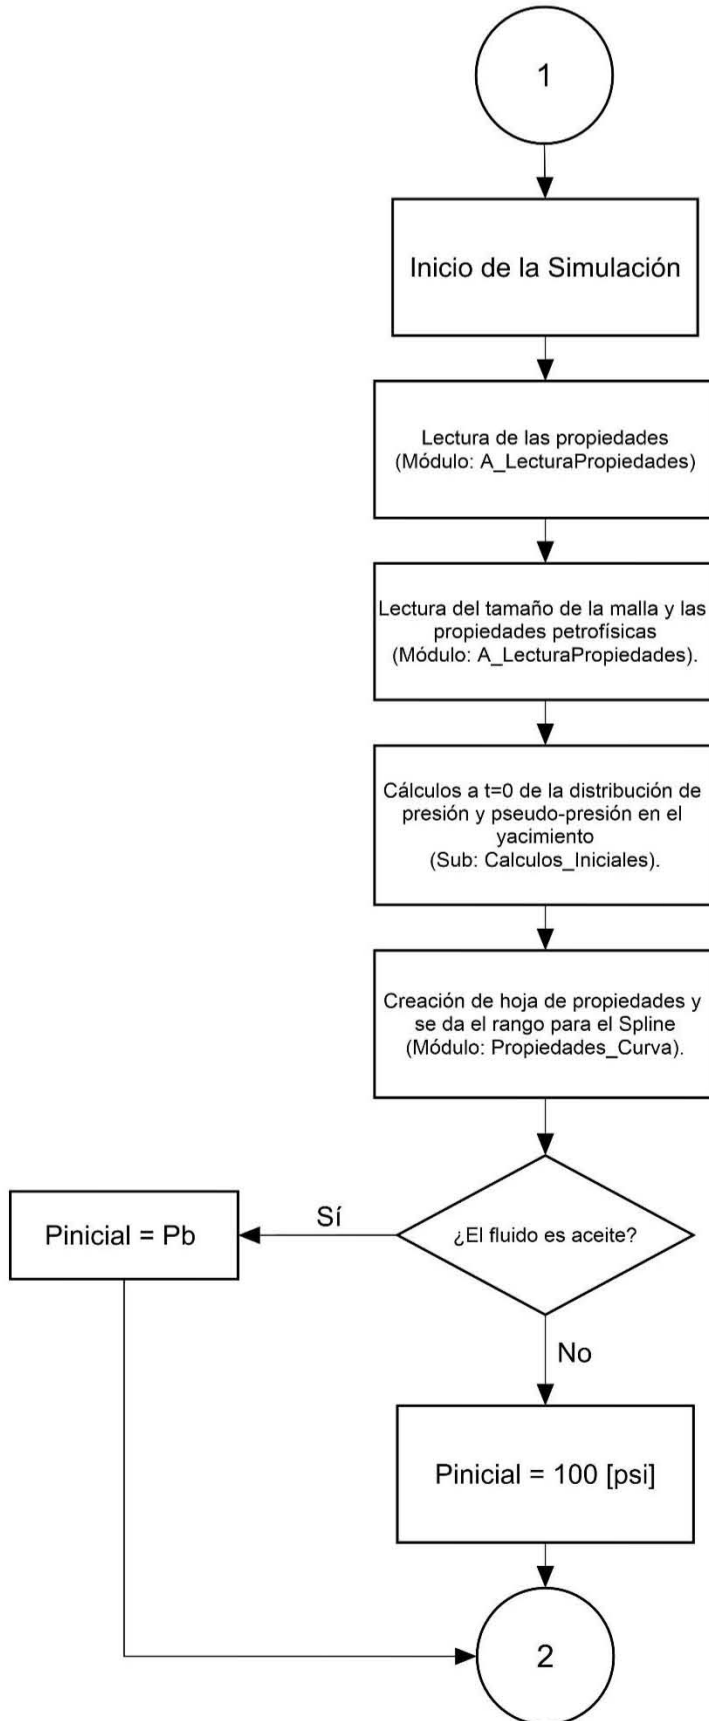 1
Inicio de la Simulación
Lectura de las propiedades
(Módulo: A_LecturaPropiedades)
Lectura del tamaño de la malla y las
propiedades petrofísicas
(Módulo: A_LecturaPropiedades).
Cálculos a t=0 de la distribución de
presión y pseudo-presión en el
yacimiento
(Sub: Calculos_Iniciales).
Creación de hoja de propiedades y
se da el rango para el Spline
(Módulo: Propiedades_Curva).
¿El fluido es aceite?
Sí
Pinicial = Pb
No
Pinicial = 100 [psi]
2